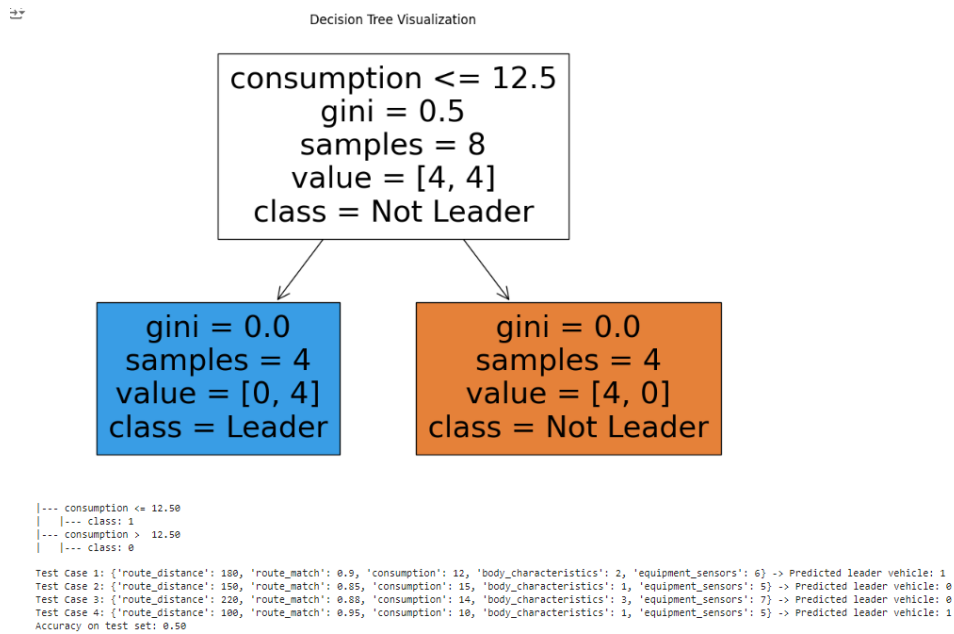 Decision Tree Visualization
consumption <= 12.5
gini = 0.5
samples = 8
value = [4, 4]
class = Not Leader
gini = 0.0
samples = 4
value = [0, 4]
class = Leader
gini = 0.0
samples = 4
value = [4, 0]
class = Not Leader
|--- consumption <= 12.50
|   |--- class: 1
|--- consumption >  12.50
|   |--- class: 0
Test Case 1: {'route_distance': 180, 'route_match': 0.9, 'consumption': 12, 'body_characteristics': 2, 'equipment_sensors': 6} -> Predicted leader vehicle: 1
Test Case 2: {'route_distance': 150, 'route_match': 0.85, 'consumption': 15, 'body_characteristics': 1, 'equipment_sensors': 5} -> Predicted leader vehicle: 0
Test Case 3: {'route_distance': 220, 'route_match': 0.88, 'consumption': 14, 'body_characteristics': 3, 'equipment_sensors': 7} -> Predicted leader vehicle: 0
Test Case 4: {'route_distance': 100, 'route_match': 0.95, 'consumption': 10, 'body_characteristics': 1, 'equipment_sensors': 5} -> Predicted leader vehicle: 1
Accuracy on test set: 0.50